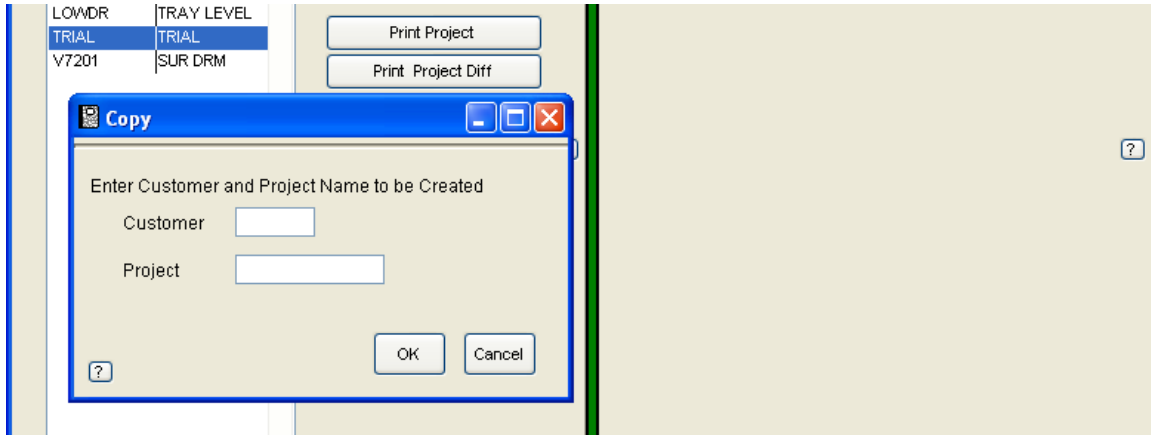 LOWDR TRAY LEVEL
TRIAL TRIAL
V7201 SUR DRM
Print Project
Print Project Diff
Copy
?
Enter Customer and Project Name to be Created
Customer
Project
OK Cancel
?